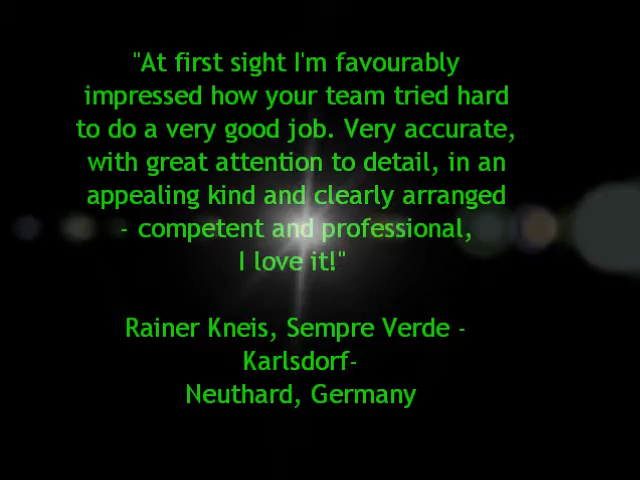 "At first sight I'm favourably
impressed how your team tried hard
to do a very good job. Very accurate,
with great attention to detail, in an
appealing kind and clearly arranged
- competent and professional,
I love it!"
Rainer Kneis, Sempre Verde -
Karlsdorf-
Neuthard, Germany